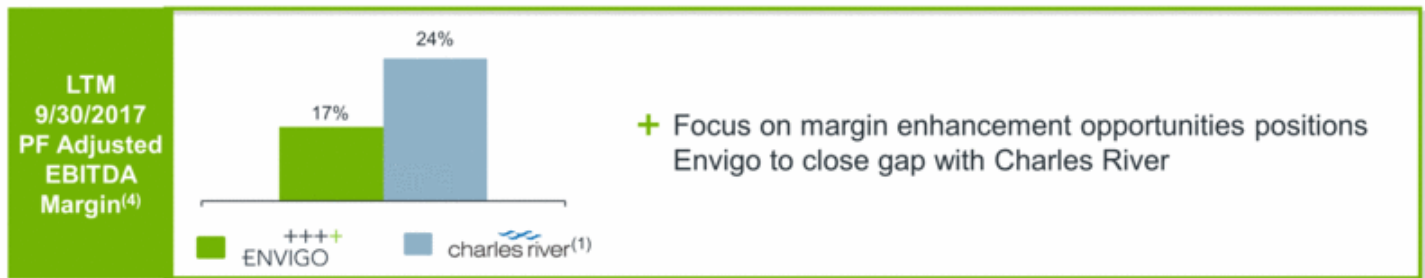 LTM
9/30/2017
PF Adjusted
EBITDA
Margin(4)
24%
17%
++++
ENVIGO
charles river(1)
+ Focus on margin enhancement opportunities positions
Envigo to close gap with Charles River